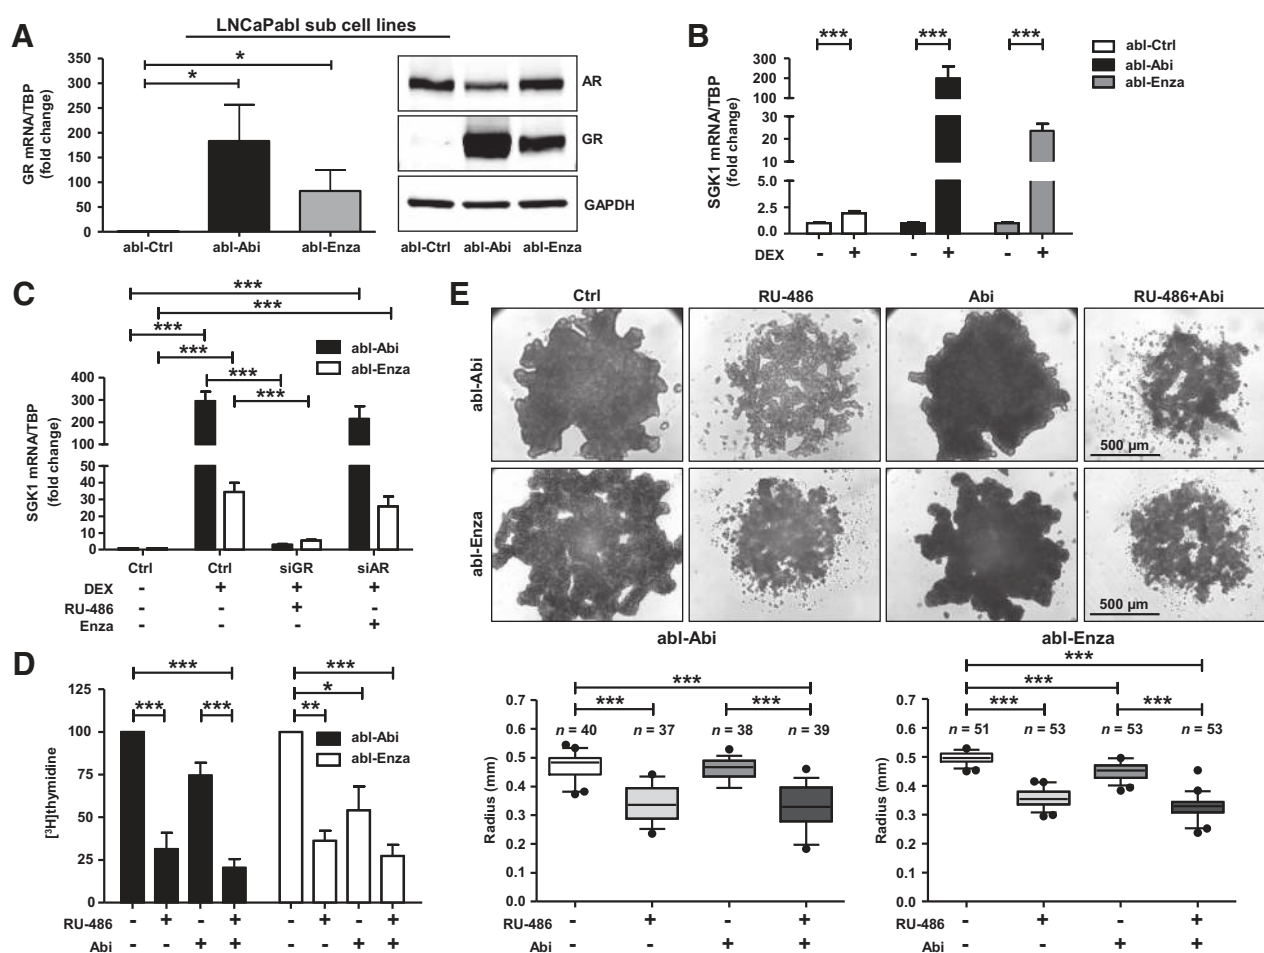 A
LNCaPabl sub cell lines
GR mRNA/TBP
(fold change)
350
300
250
200
150
100
50
0
*
*
abl-Ctrl abl-Abi abl-Enza
AR
GR
GAPDH
abl-Ctrl abl-Abi abl-Enza
B
SGK1 mRNA/TBP
(fold change)
300
200
100
30
20
10
5.0
2.5
0.0
*** *** ***
DEX - + - + - +
abl-Ctrl
abl-Abi
abl-Enza
C
***
***
***
***
***
***
abl-Abi
abl-Enza
SGK1 mRNA/TBP
(fold change)
400
300
200
100
50
40
30
20
10
0
Ctrl Ctrl siGR siAR
DEX - + + +
RU-486 - - + -
Enza - - - +
D
[³H]thymidine
125
100
75
50
25
0
***
*** ***
***
*
**
abl-Abi
abl-Enza
RU-486 - + - + - + - +
Abi - - + + - - + +
E
Ctrl RU-486 Abi RU-486+Abi
abl-Abi
500 µm
abl-Enza
500 µm
abl-Abi
Radius (mm)
0.7
0.6
0.5
0.4
0.3
0.2
0.1
0.0
***
*** ***
n = 40 n = 37 n = 38 n = 39
RU-486 - + - +
Abi - - + +
abl-Enza
Radius (mm)
0.7
0.6
0.5
0.4
0.3
0.2
0.1
0.0
***
***
*** ***
n = 51 n = 53 n = 53 n = 53
RU-486 - + - +
Abi - - + +